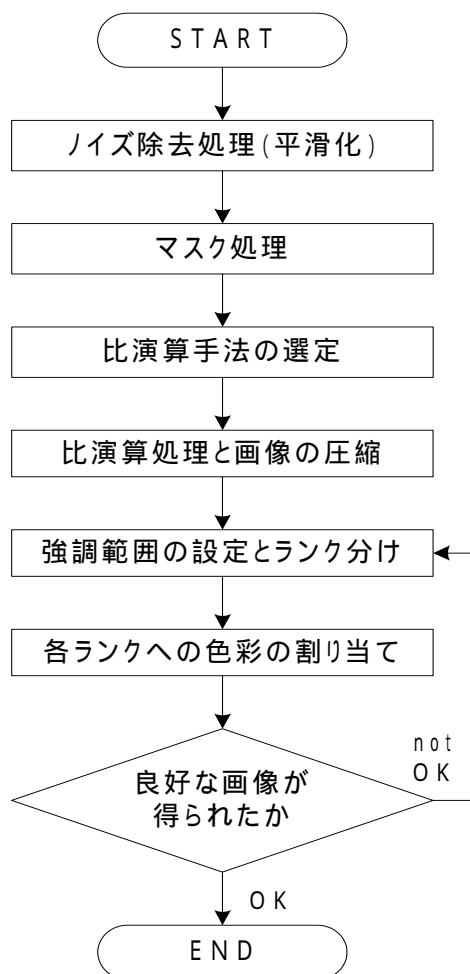 START
ノイズ除去処理(平滑化)
マスク処理
比演算手法の選定
比演算処理と画像の圧縮
強調範囲の設定とランク分け
各ランクへの色彩の割り当て
良好な画像が
得られたか
not
OK
OK
END